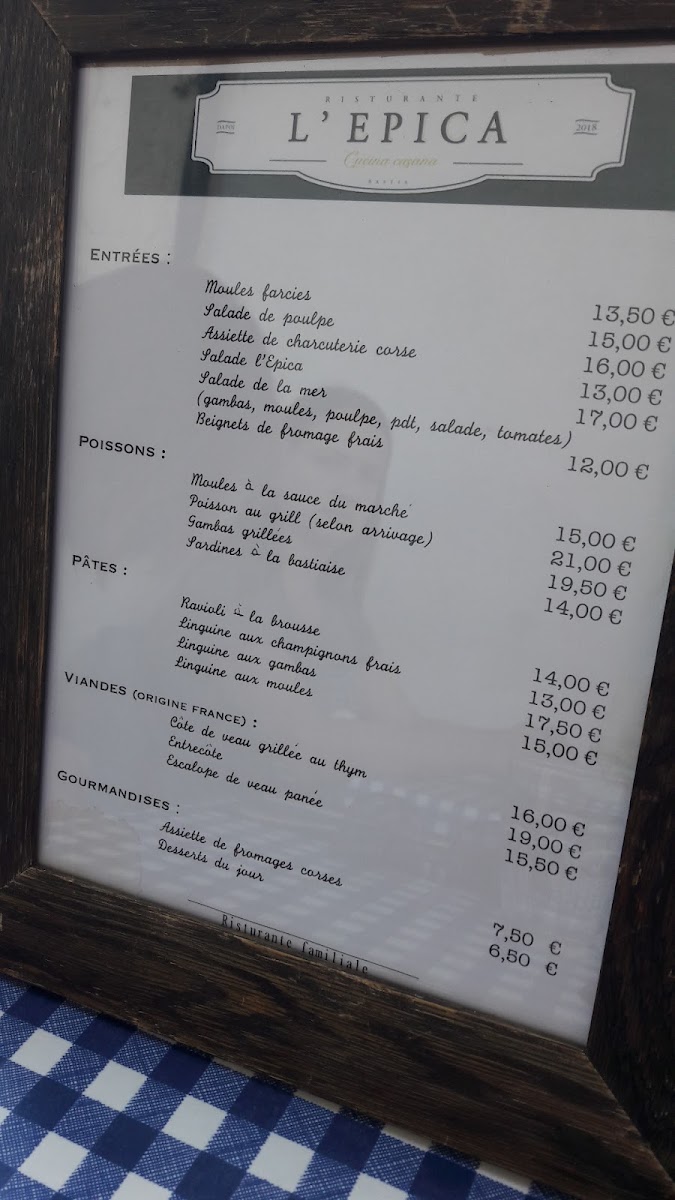 RISTURANTE
L'EPICA
2018
Cucina casana
BASTIA
ENTRÉES :
Moules farcies 13,50 €
Salade de poulpe 15,00 €
Assiette de charcuterie corse 16,00 €
Salade l'Epica 13,00 €
Salade de la mer 17,00 €
(gambas, moules, poulpe, pdt, salade, tomates)
Beignets de fromage frais 12,00 €
POISSONS :
Moules à la sauce du marché 15,00 €
Poisson au grill (selon arrivage) 21,00 €
Gambas grillées 19,50 €
Sardines à la bastiaise 14,00 €
PÂTES :
Ravioli à la brousse 14,00 €
Linguine aux champignons frais 13,00 €
Linguine aux gambas 17,50 €
Linguine aux moules 15,00 €
VIANDES (ORIGINE FRANCE) :
Côte de veau grillée au thym 16,00 €
Entrecôte 19,00 €
Escalope de veau panée 15,50 €
GOURMANDISES :
Assiette de fromages corses 7,50 €
Desserts du jour 6,50 €
Risturante familiale